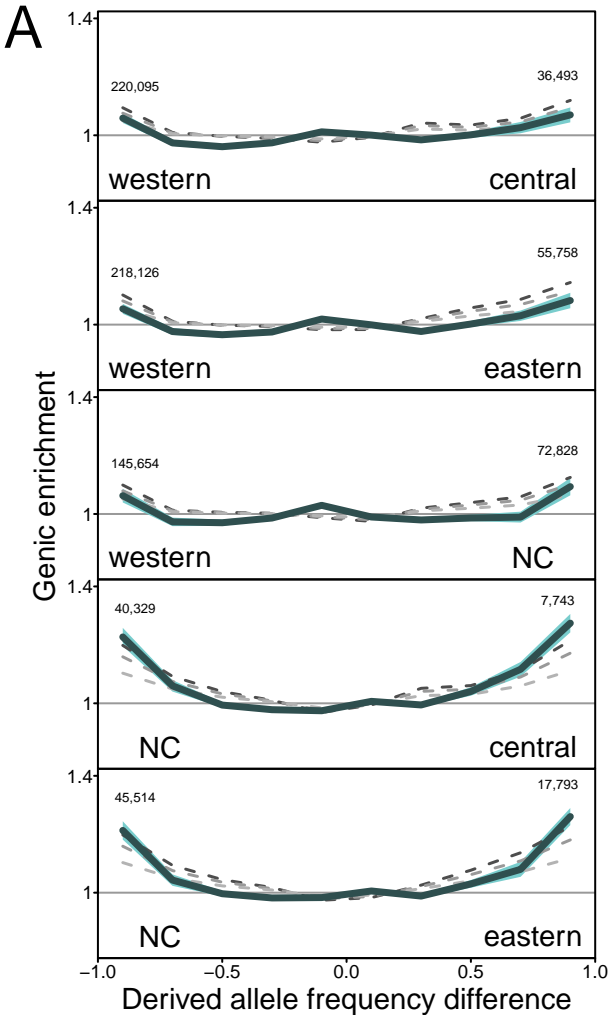 A
1.4
220,095
36,493
1
western
central
1.4
218,126
55,758
1
western
eastern
1.4
145,654
72,828
1
western
NC
1.4
40,329
7,743
1
NC
central
1.4
45,514
17,793
1
NC
eastern
Genic enrichment
−1.0
−0.5
0.0
0.5
1.0
Derived allele frequency difference